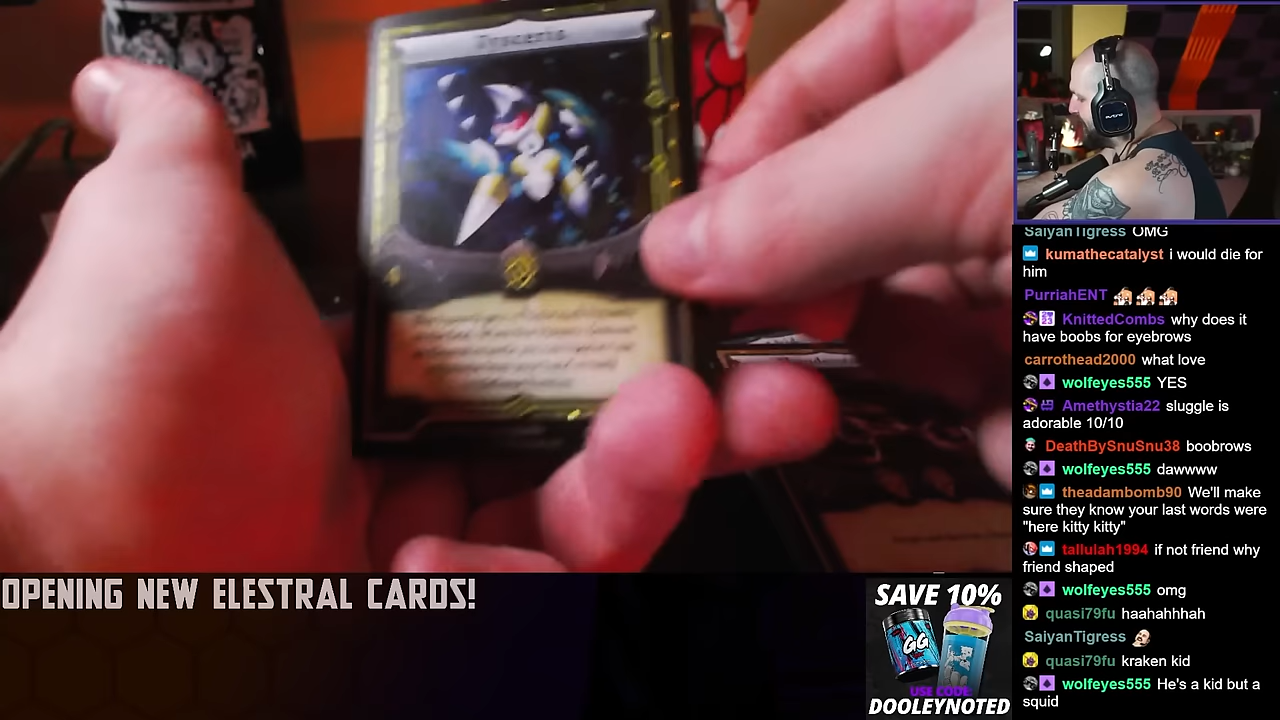 SaiyanTigress OMG
kumathecatalyst i would die for
him
PurriahENT
KnittedCombs why does it
have boobs for eyebrows
carrothead2000 what love
wolfeyes555 YES
Amethystia22 sluggle is
adorable 10/10
DeathBySnuSnu38 boobrows
wolfeyes555 dawwww
theadambomb90 We'll make
sure they know your last words were
"here kitty kitty"
tallulah1994 if not friend why
friend shaped
wolfeyes555 omg
quasi79fu haahahhhah
SaiyanTigress
quasi79fu kraken kid
wolfeyes555 He's a kid but a
squid
OPENING NEW ELESTRAL CARDS!
SAVE 10%
GG
USE CODE:
DOOLEYNOTED